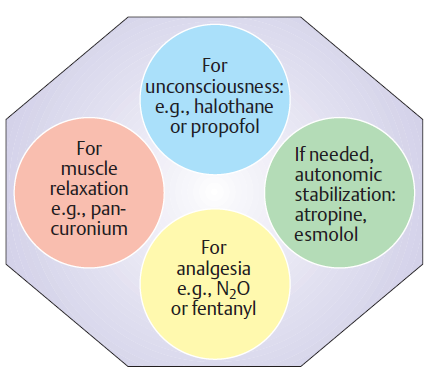 For
unconsciousness:
e.g., halothane
or propofol
For
muscle
relaxation
e.g., pan-
curonium
If needed,
autonomic
stabilization:
atropine,
esmolol
For
analgesia
e.g., N₂O
or fentanyl